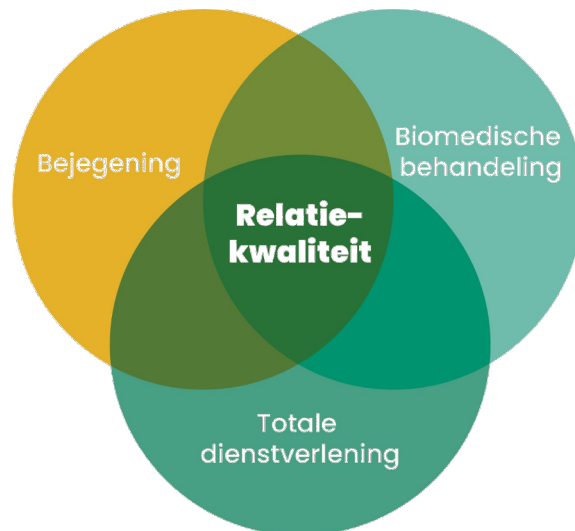 Bejegening
Biomedische
behandeling
Relatie-
kwaliteit
Totale
dienstverlening